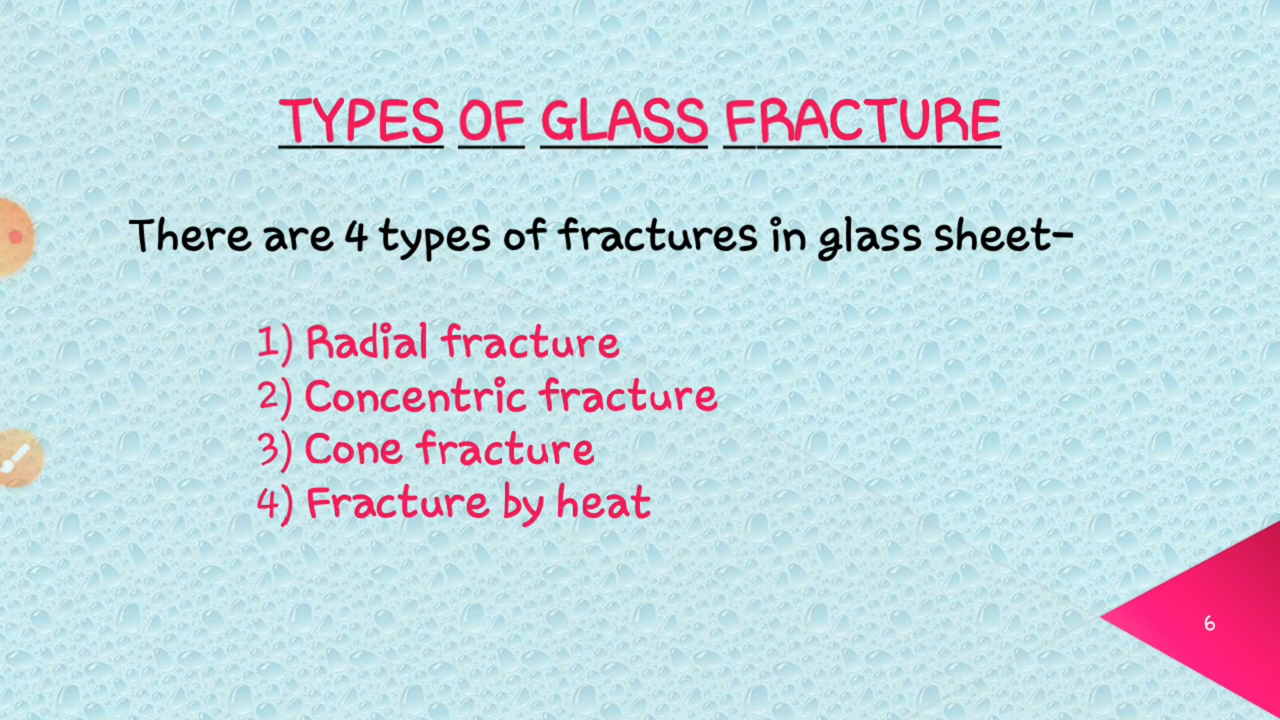 TYPES OF GLASS FRACTURE
There are 4 types of fractures in glass sheet-
1) Radial fracture
2) Concentric fracture
3) Cone fracture
4) Fracture by heat
6